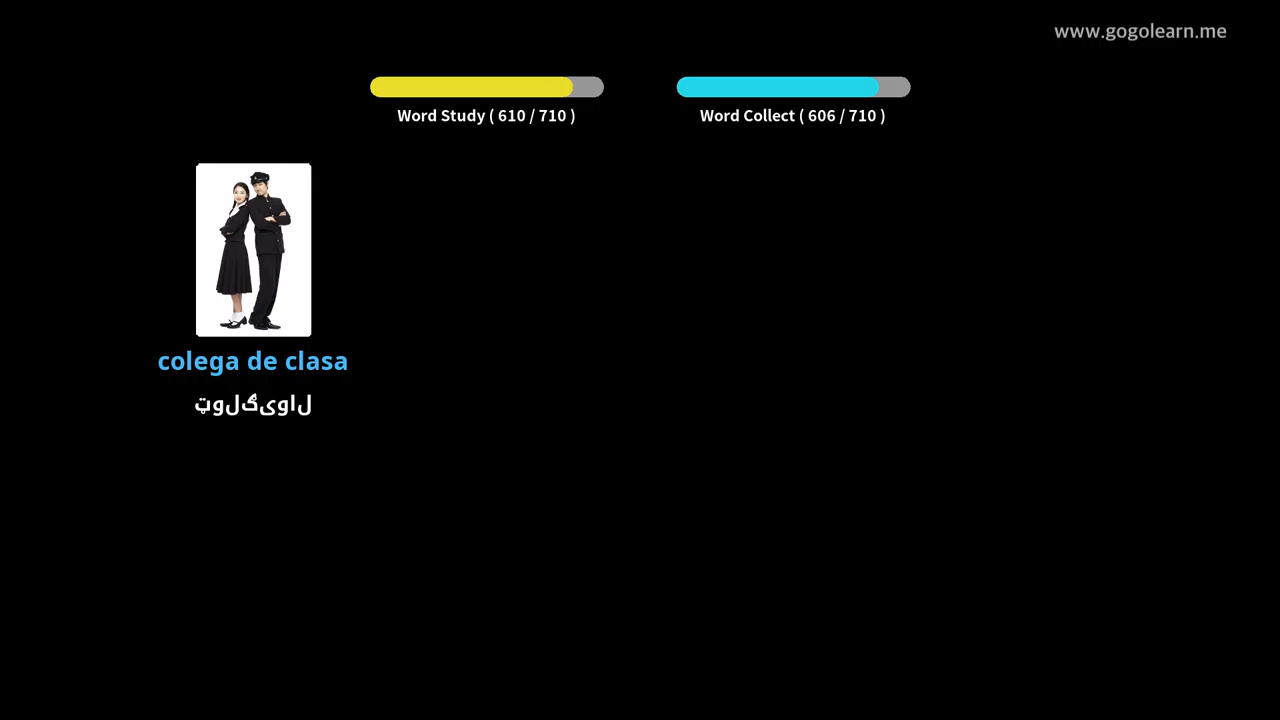 www.gogolearn.me
Word Study ( 610 / 710 )
Word Collect ( 606 / 710 )
colega de clasa
ټولګیوال